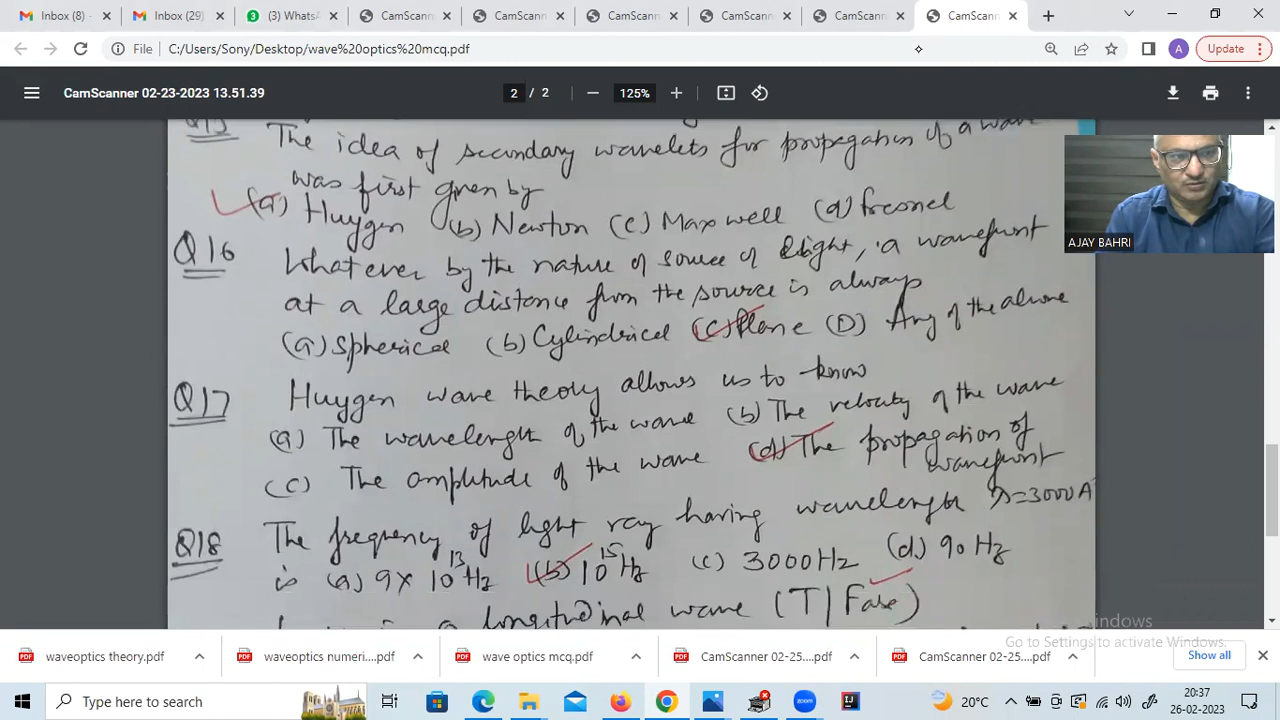 Inbox (8) -
Inbox (29)
(3) WhatsA
CamScann
CamScann
CamScann
CamScann
CamScann
CamScann
File
C:/Users/Sony/Desktop/wave%20optics%20mcq.pdf
A
Update
CamScanner 02-23-2023 13.51.39
2 / 2
125%
Q15
The idea of secondary wavelets for propagation of a wave
was first given by
(a) Huygen (b) Newton (c) Maxwell (d) Fresnel
Q16 Whatever by the nature of source of light, a wavefront
at a large distance from the source is always
(a) Spherical (b) Cylindrical (c) Plane (D) Any of the above
Q17 Huygen wave theory allows us to know
(a) The wavelength of the wave (b) The velocity of the wave
(c) The amplitude of the wave (d) The propagation of
wavefront
Q18 The frequency of light ray having wavelength λ=3000A
is (a) 9×10¹³Hz (b) 10¹⁵Hz (c) 3000Hz (d.) 90 Hz
a longitudinal wave (T| False)
AJAY BAHRI
Windows
Go to Settings to activate Windows.
waveoptics theory.pdf
waveoptics numeri....pdf
wave optics mcq.pdf
CamScanner 02-25....pdf
CamScanner 02-25....pdf
Show all
Type here to search
20°C
20:37
26-02-2023